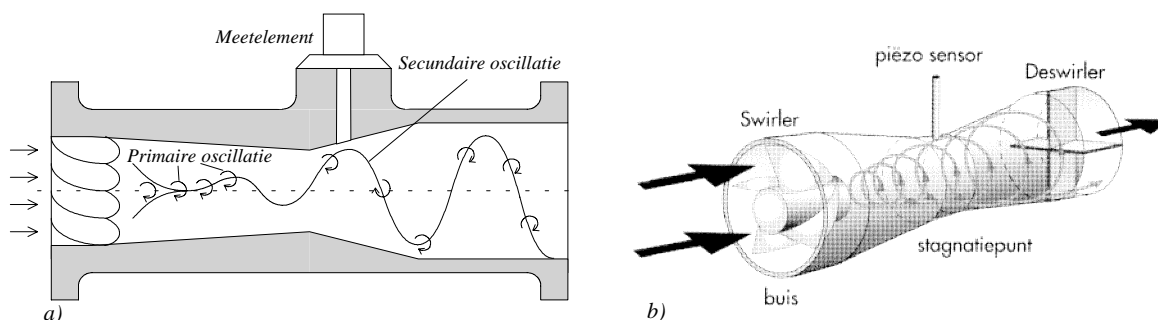 Meetelement
Secundaire oscillatie
Primaire oscillatie
a)
piëzo sensor
Deswirler
Swirler
stagnatiepunt
buis
b)